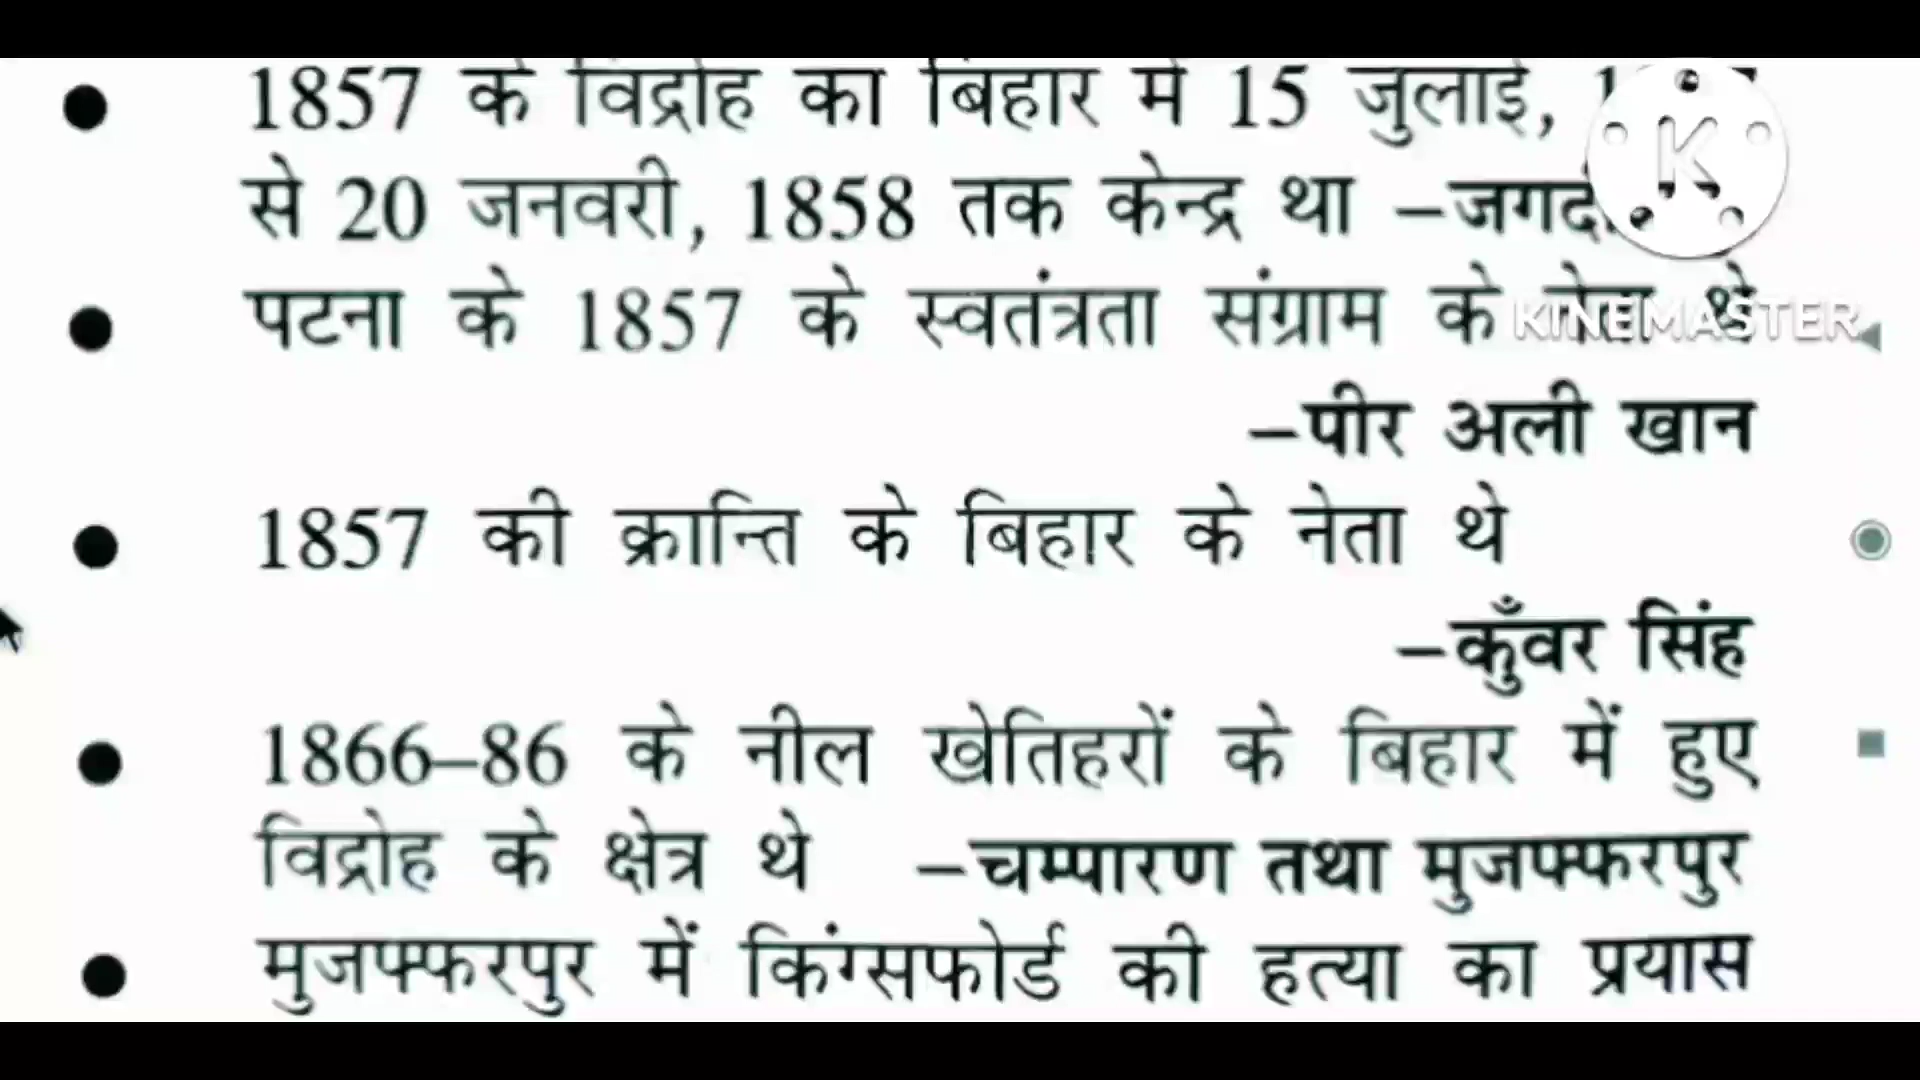 1857 के विद्रोह का बिहार में 15 जुलाई,
से 20 जनवरी, 1858 तक केन्द्र था –
पटना के 1857 के स्वतंत्रता संग्राम के नेता थे
KINEMASTER
–पीर अली खान
1857 की क्रान्ति के बिहार के नेता थे
–कुँवर सिंह
1866–86 के नील खेतिहरों के बिहार में हुए
विद्रोह के क्षेत्र थे –चम्पारण तथा मुजफ्फरपुर
मुजफ्फरपुर में किंग्सफोर्ड की हत्या का प्रयास